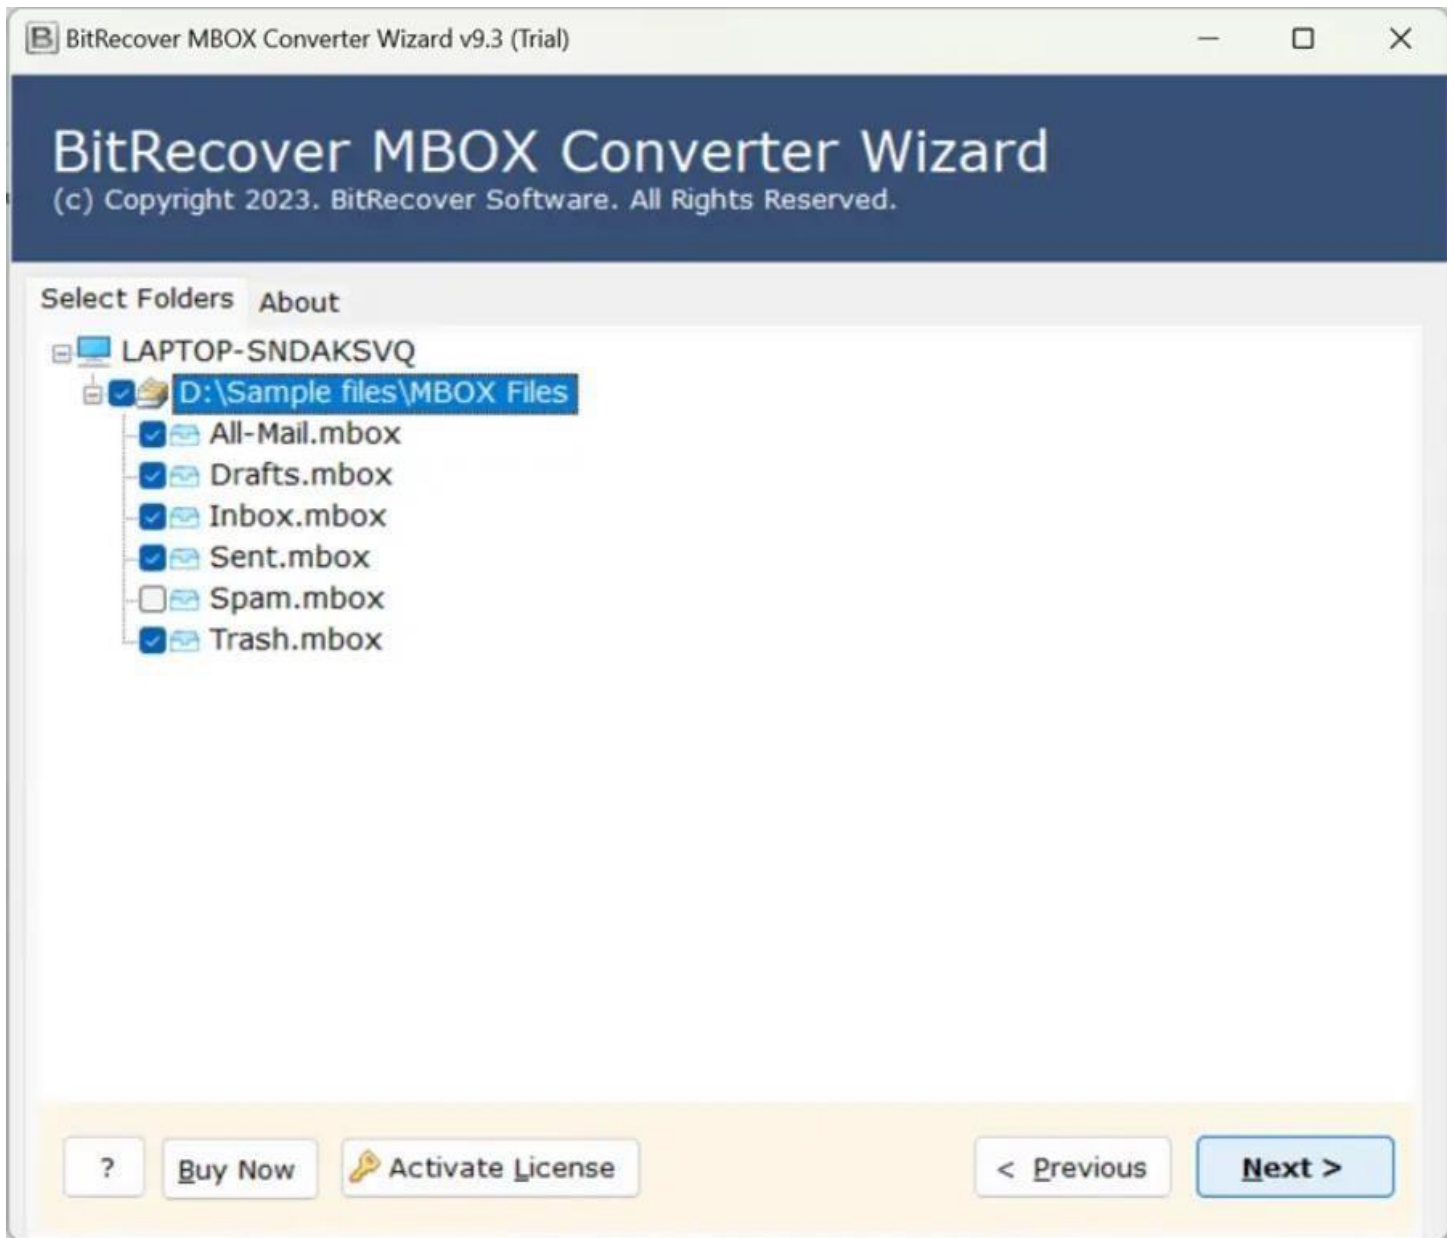 BitRecover MBOX Converter Wizard v9.3 (Trial)
BitRecover MBOX Converter Wizard
(c) Copyright 2023. BitRecover Software. All Rights Reserved.
Select Folders About
LAPTOP-SNDAKSVQ
D:\Sample files\MBOX Files
All-Mail.mbox
Drafts.mbox
Inbox.mbox
Sent.mbox
Spam.mbox
Trash.mbox
? Buy Now Activate License < Previous Next >